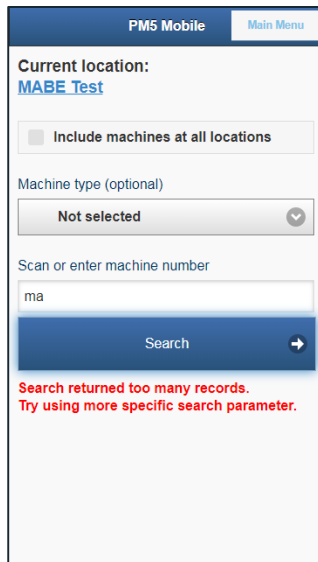 PM5 Mobile
Main Menu
Current location:
MABE Test
Include machines at all locations
Machine type (optional)
Not selected
Scan or enter machine number
ma
Search
Search returned too many records.
Try using more specific search parameter.